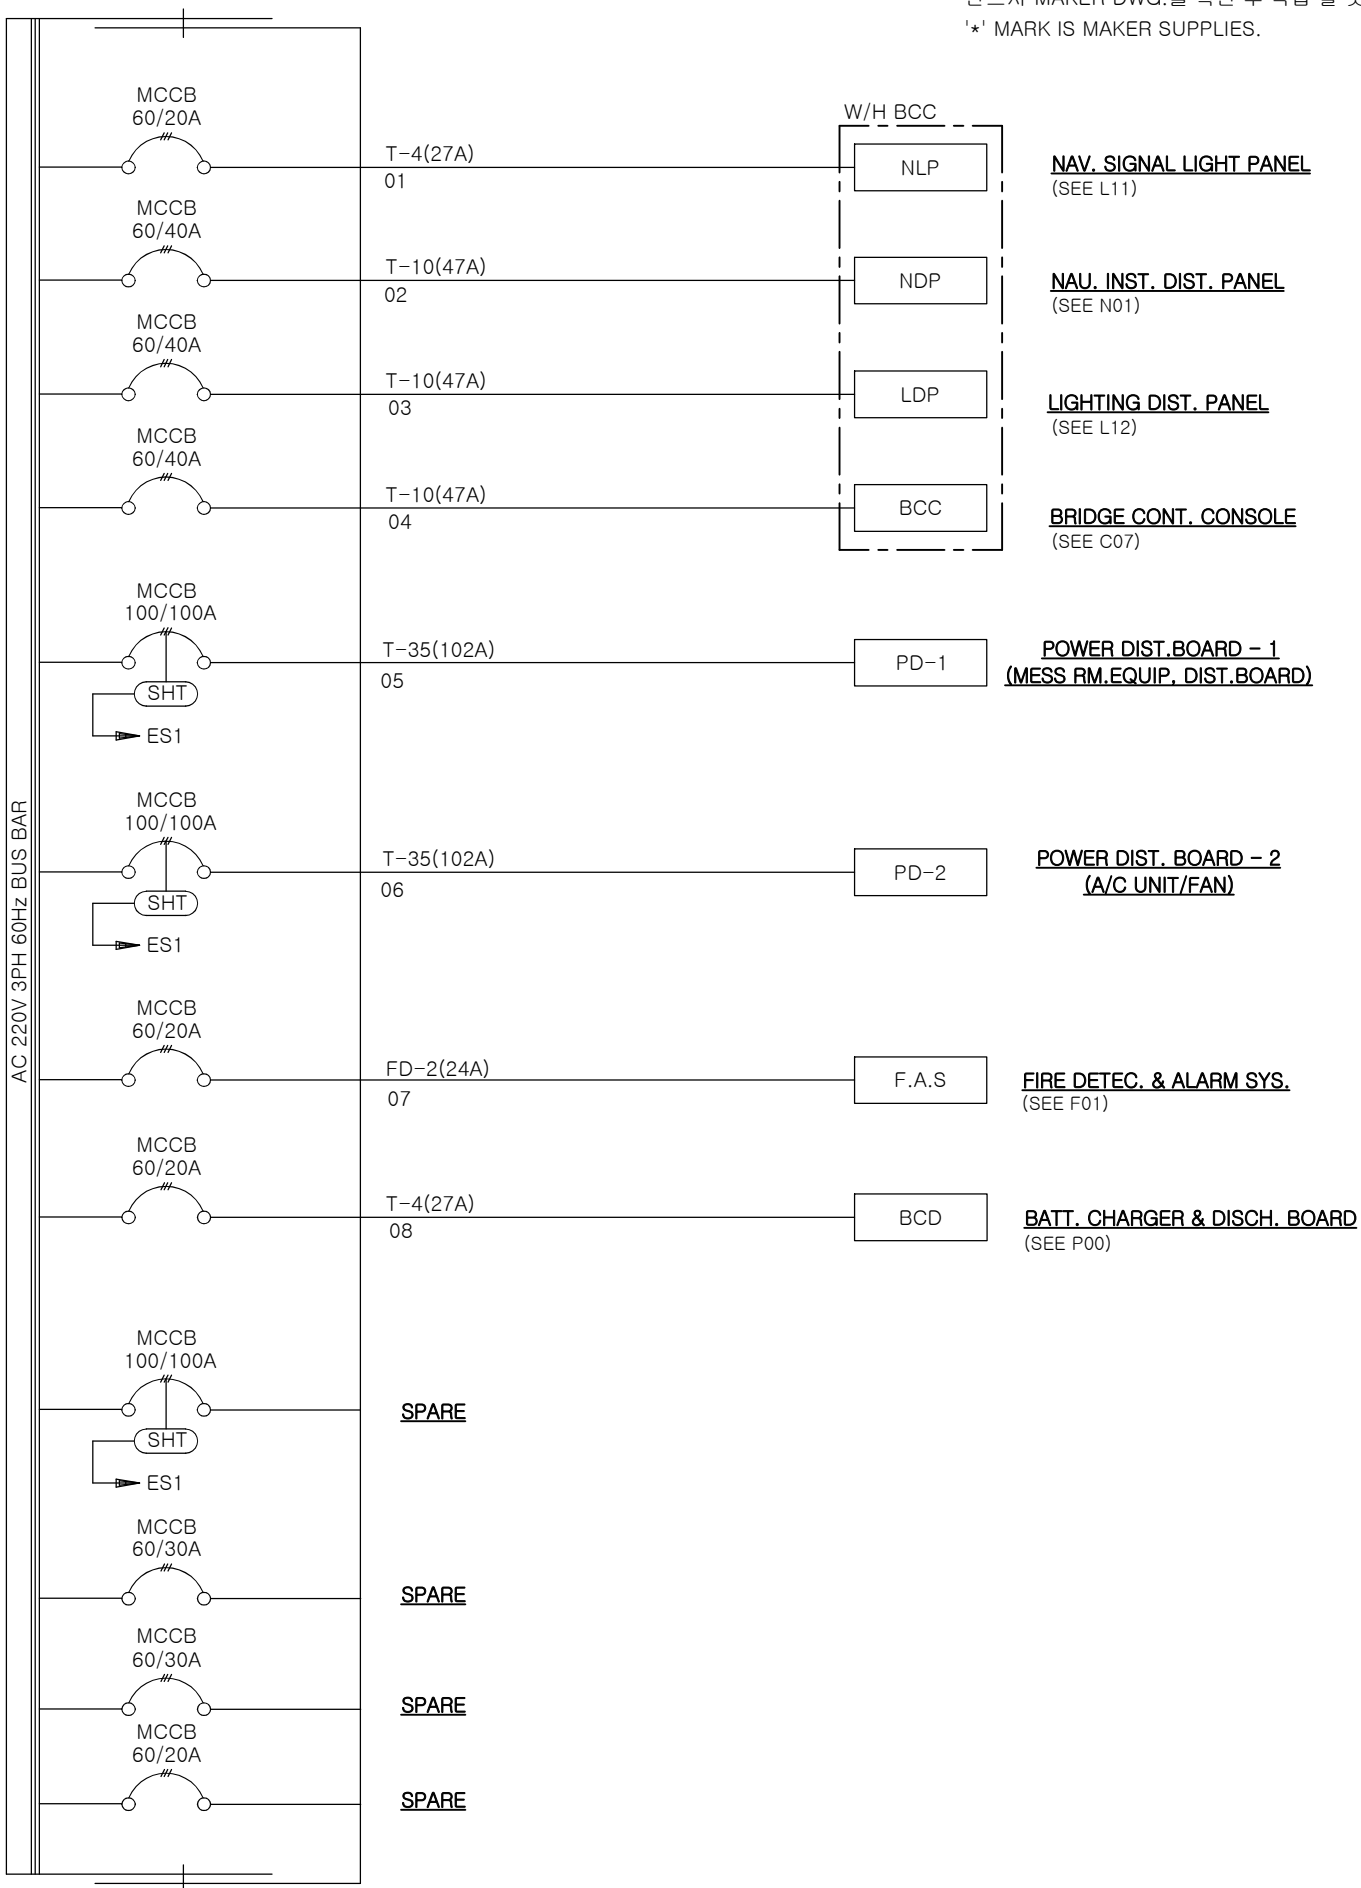 MAKER DWG.
'*' MARK IS MAKER SUPPLIES.
W/H BCC
MCCB
60/20A
T-4(27A)
01
NLP
NAV. SIGNAL LIGHT PANEL
(SEE L11)
MCCB
60/40A
T-10(47A)
02
NDP
NAU. INST. DIST. PANEL
(SEE N01)
MCCB
60/40A
T-10(47A)
03
LDP
LIGHTING DIST. PANEL
(SEE L12)
MCCB
60/40A
T-10(47A)
04
BCC
BRIDGE CONT. CONSOLE
(SEE C07)
MCCB
100/100A
SHT
ES1
T-35(102A)
05
PD-1
POWER DIST.BOARD - 1
(MESS RM.EQUIP, DIST.BOARD)
AC 220V 3PH 60Hz BUS BAR
MCCB
100/100A
SHT
ES1
T-35(102A)
06
PD-2
POWER DIST. BOARD - 2
(A/C UNIT/FAN)
MCCB
60/20A
FD-2(24A)
07
F.A.S
FIRE DETEC. & ALARM SYS.
(SEE F01)
MCCB
60/20A
T-4(27A)
08
BCD
BATT. CHARGER & DISCH. BOARD
(SEE P00)
MCCB
100/100A
SHT
ES1
SPARE
MCCB
60/30A
SPARE
MCCB
60/30A
SPARE
MCCB
60/20A
SPARE